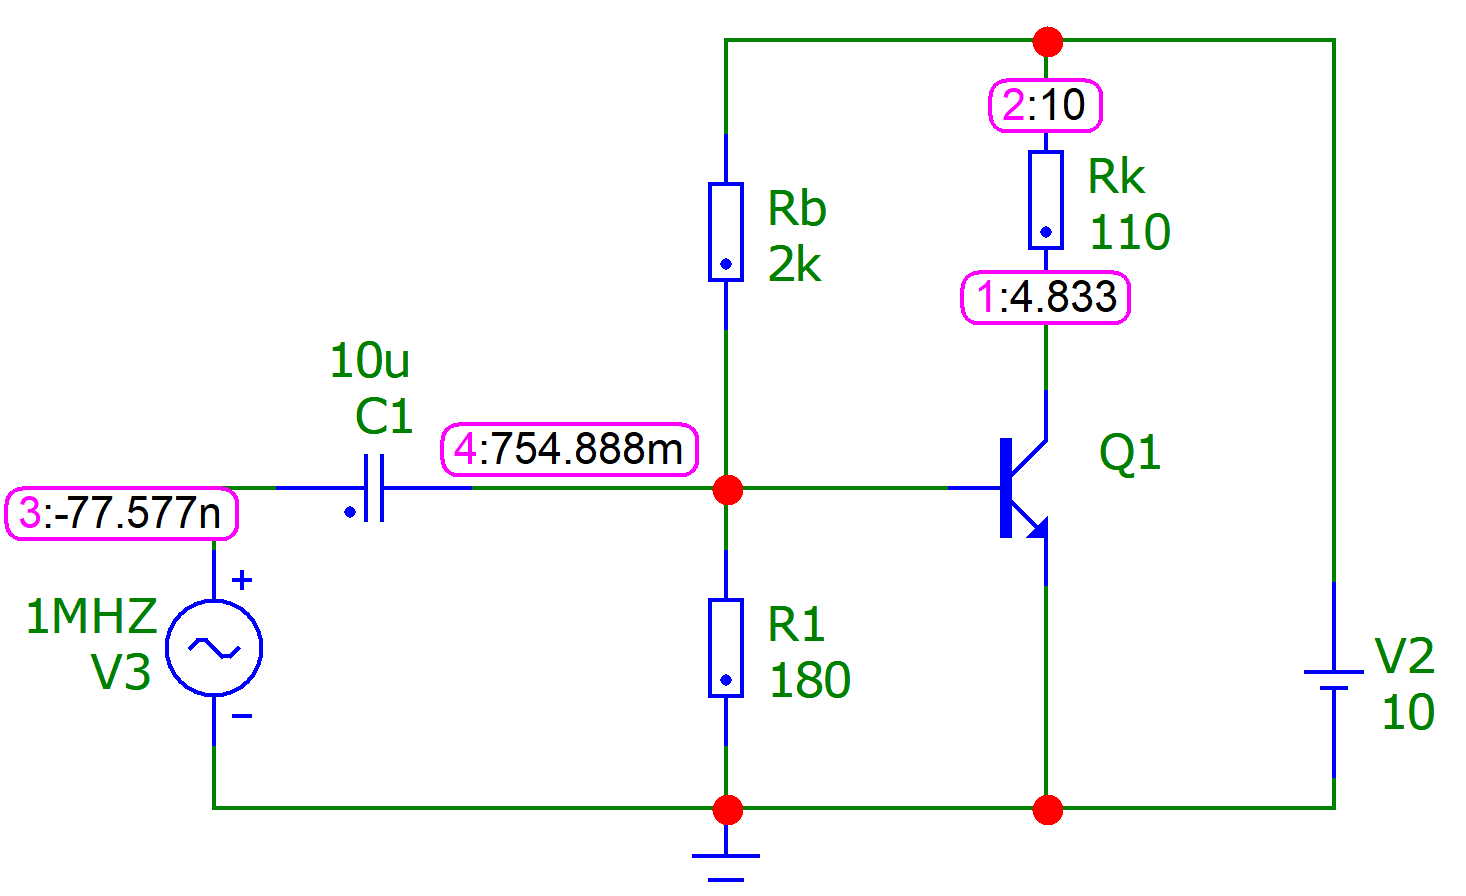 2:10
Rk
110
Rb
2k
1:4.833
10u
C1
4:754.888m
Q1
3:-77.577n
+
1MHZ
V3
−
R1
180
V2
10